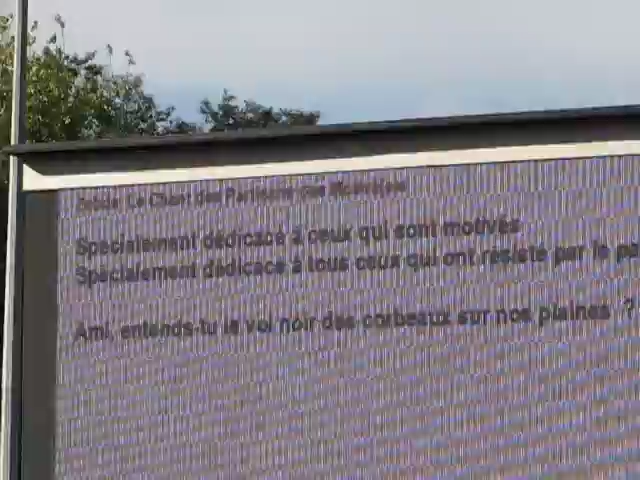 Le Chant des Partisans
Spécialement dédicacé à ceux qui sont motivés
Spécialement dédicacé à tous ceux qui ont résisté par le
Ami, entends-tu le vol noir des corbeaux sur nos plaines ?